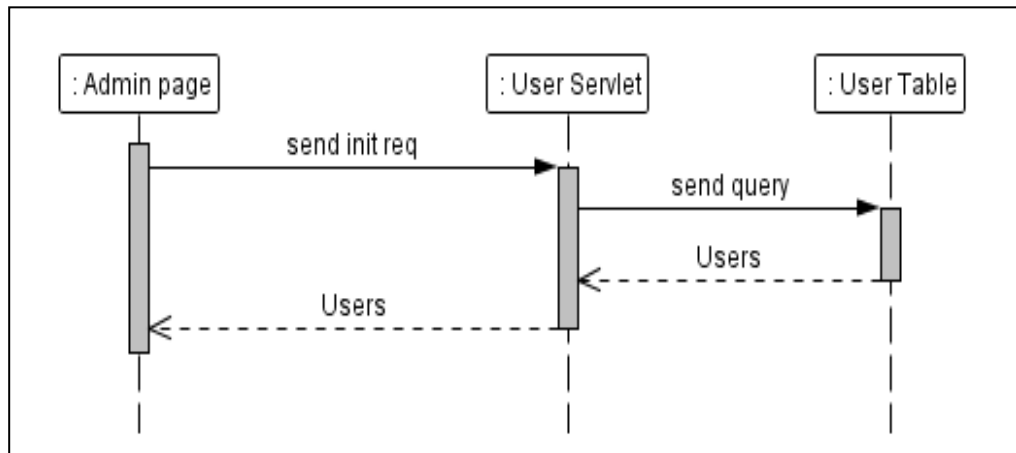 : Admin page
: User Servlet
: User Table
send init req
send query
Users
Users